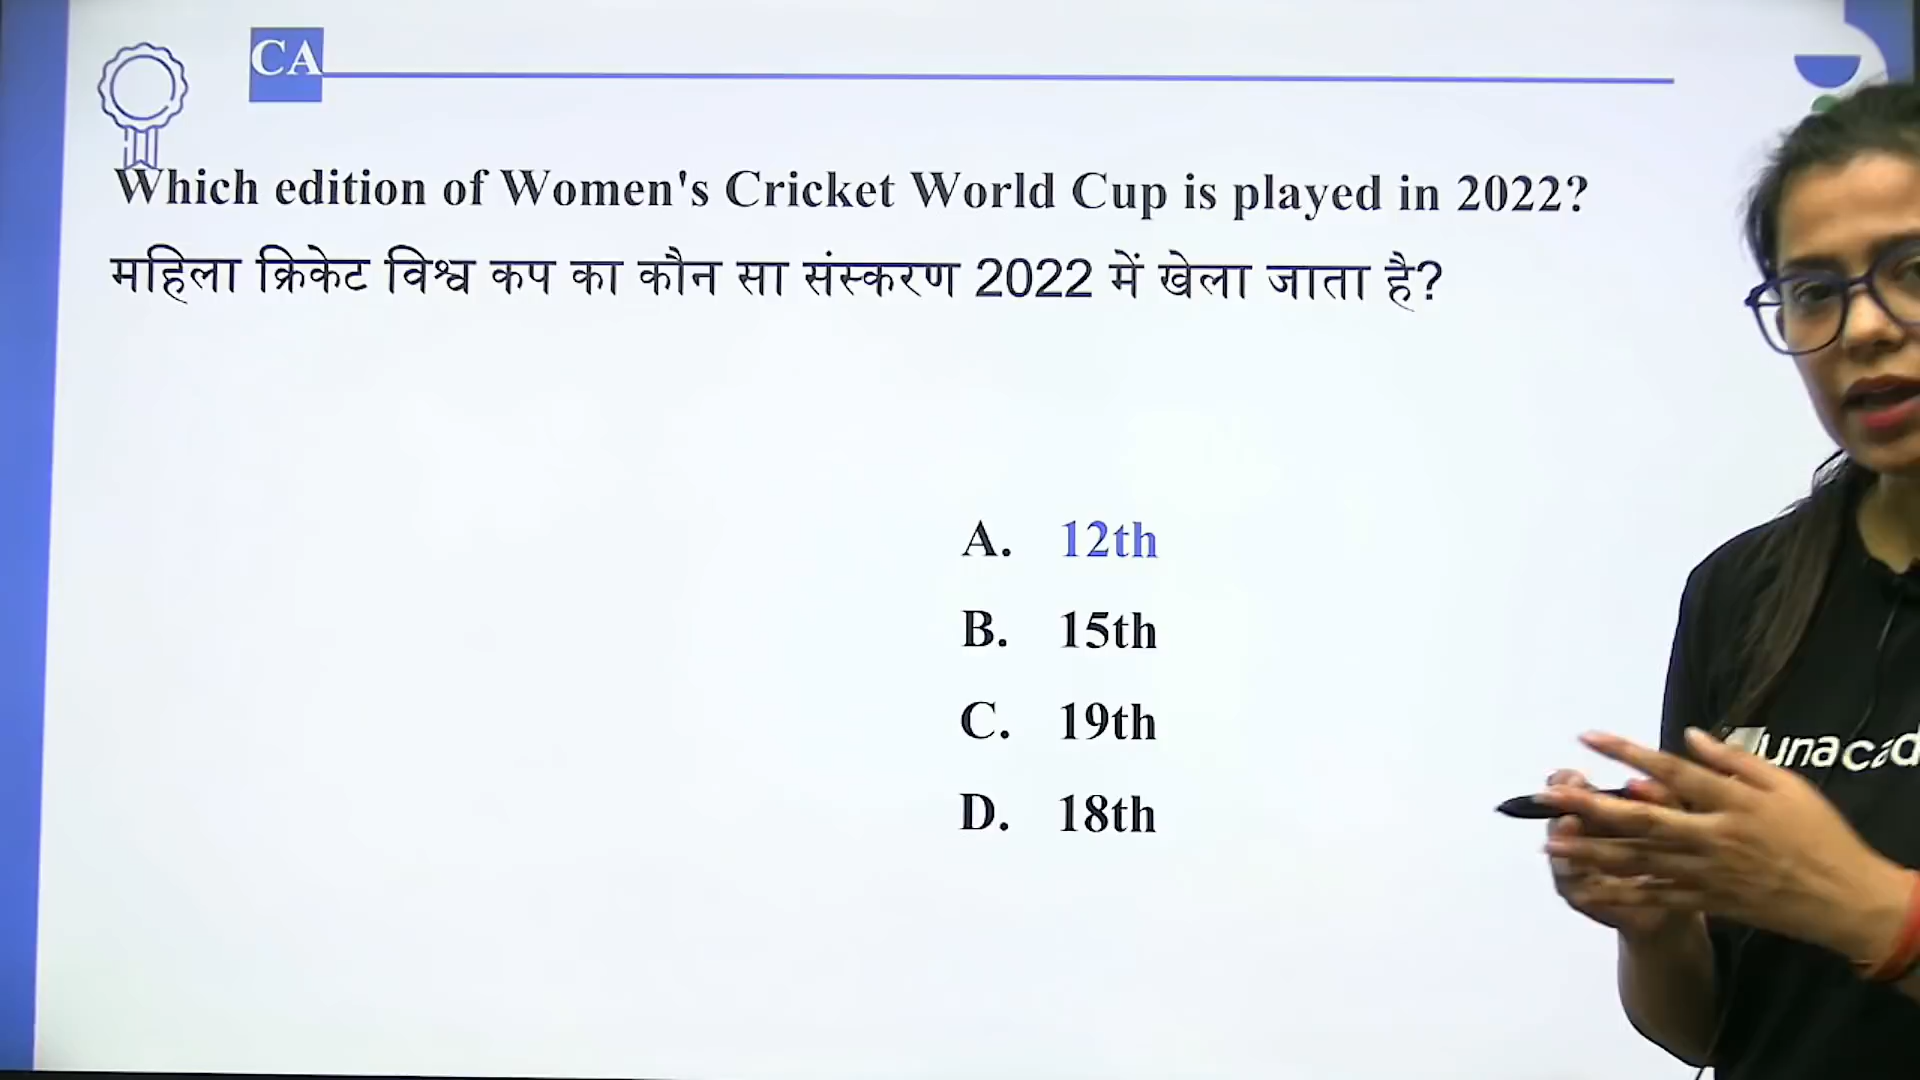 CA
Which edition of Women's Cricket World Cup is played in 2022?
महिला क्रिकेट विश्व कप का कौन सा संस्करण 2022 में खेला जाता है?
A. 12th
B. 15th
C. 19th
D. 18th
unacad